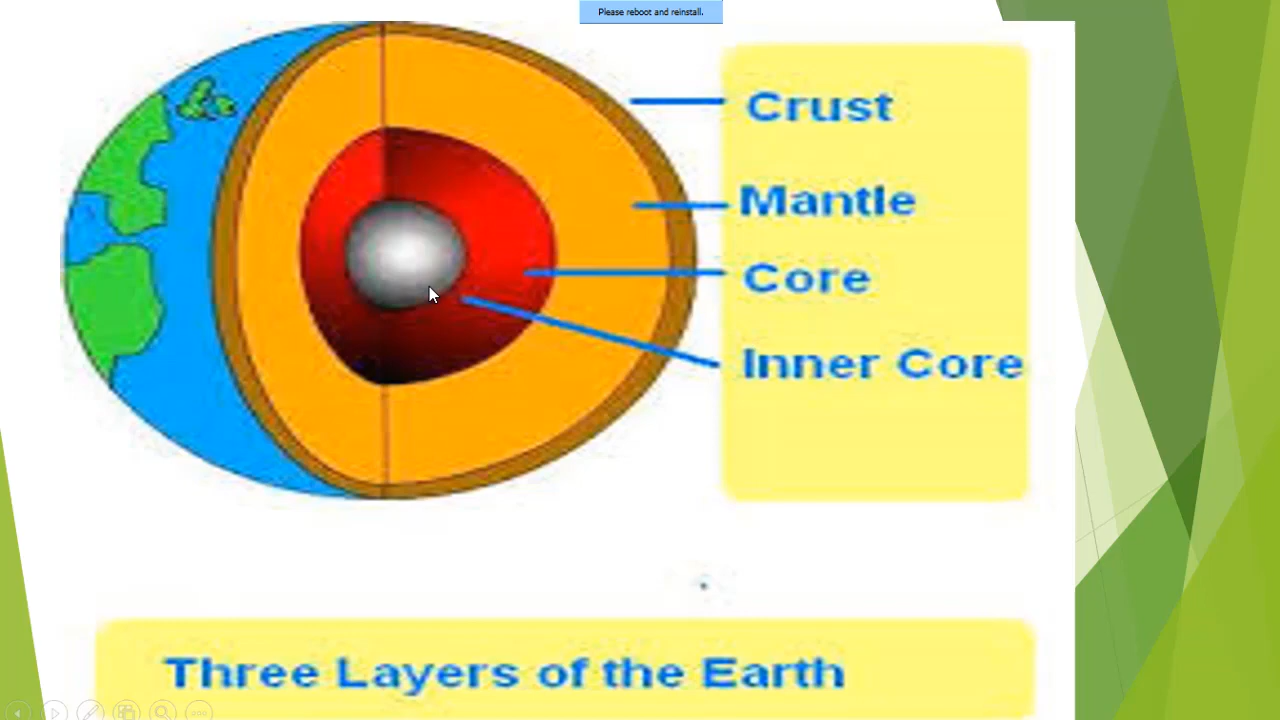 Please reboot and reinstall.
Crust
Mantle
Core
Inner Core
Three Layers of the Earth